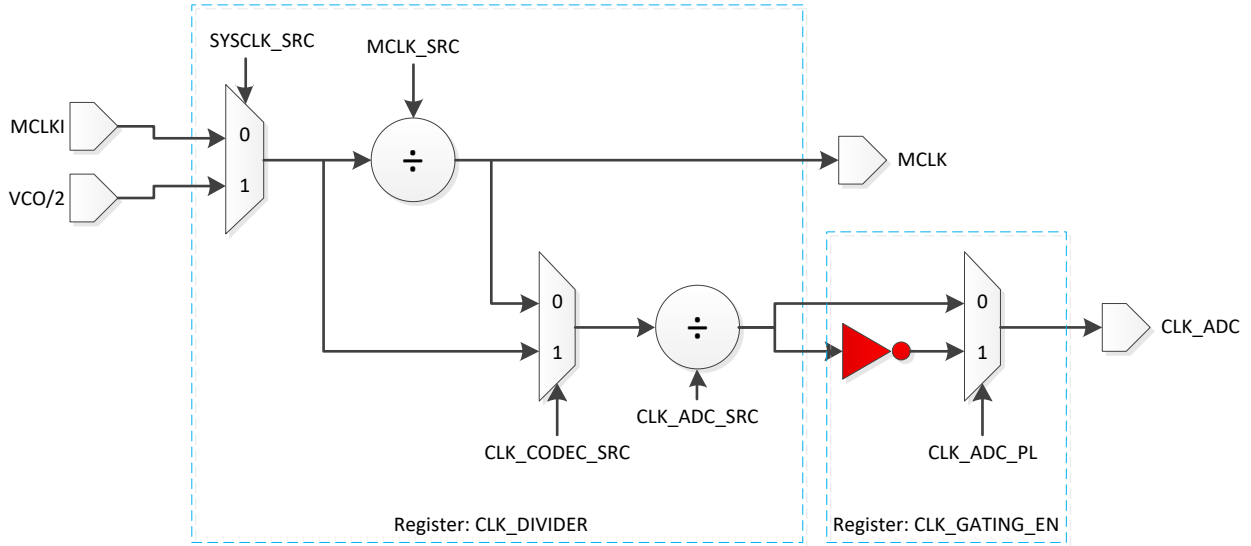 SYSCLK_SRC
MCLK_SRC
MCLKI
0
÷
MCLK
VCO/2
1
0
÷
0
CLK_ADC
1
1
CLK_ADC_SRC
CLK_CODEC_SRC
CLK_ADC_PL
Register: CLK_DIVIDER
Register: CLK_GATING_EN